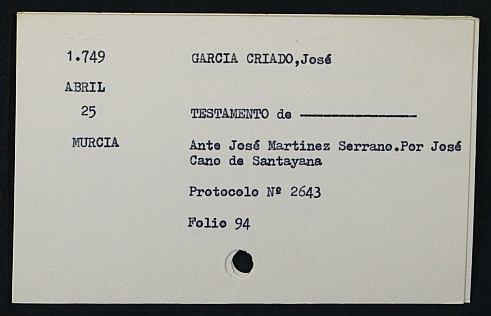 1.749 GARCIA CRIADO,José
ABRIL
25 TESTAMENTO de ————————
MURCIA Ante José Martinez Serrano.Por José
Cano de Santayana
Protocolo Nº 2643
Folio 94